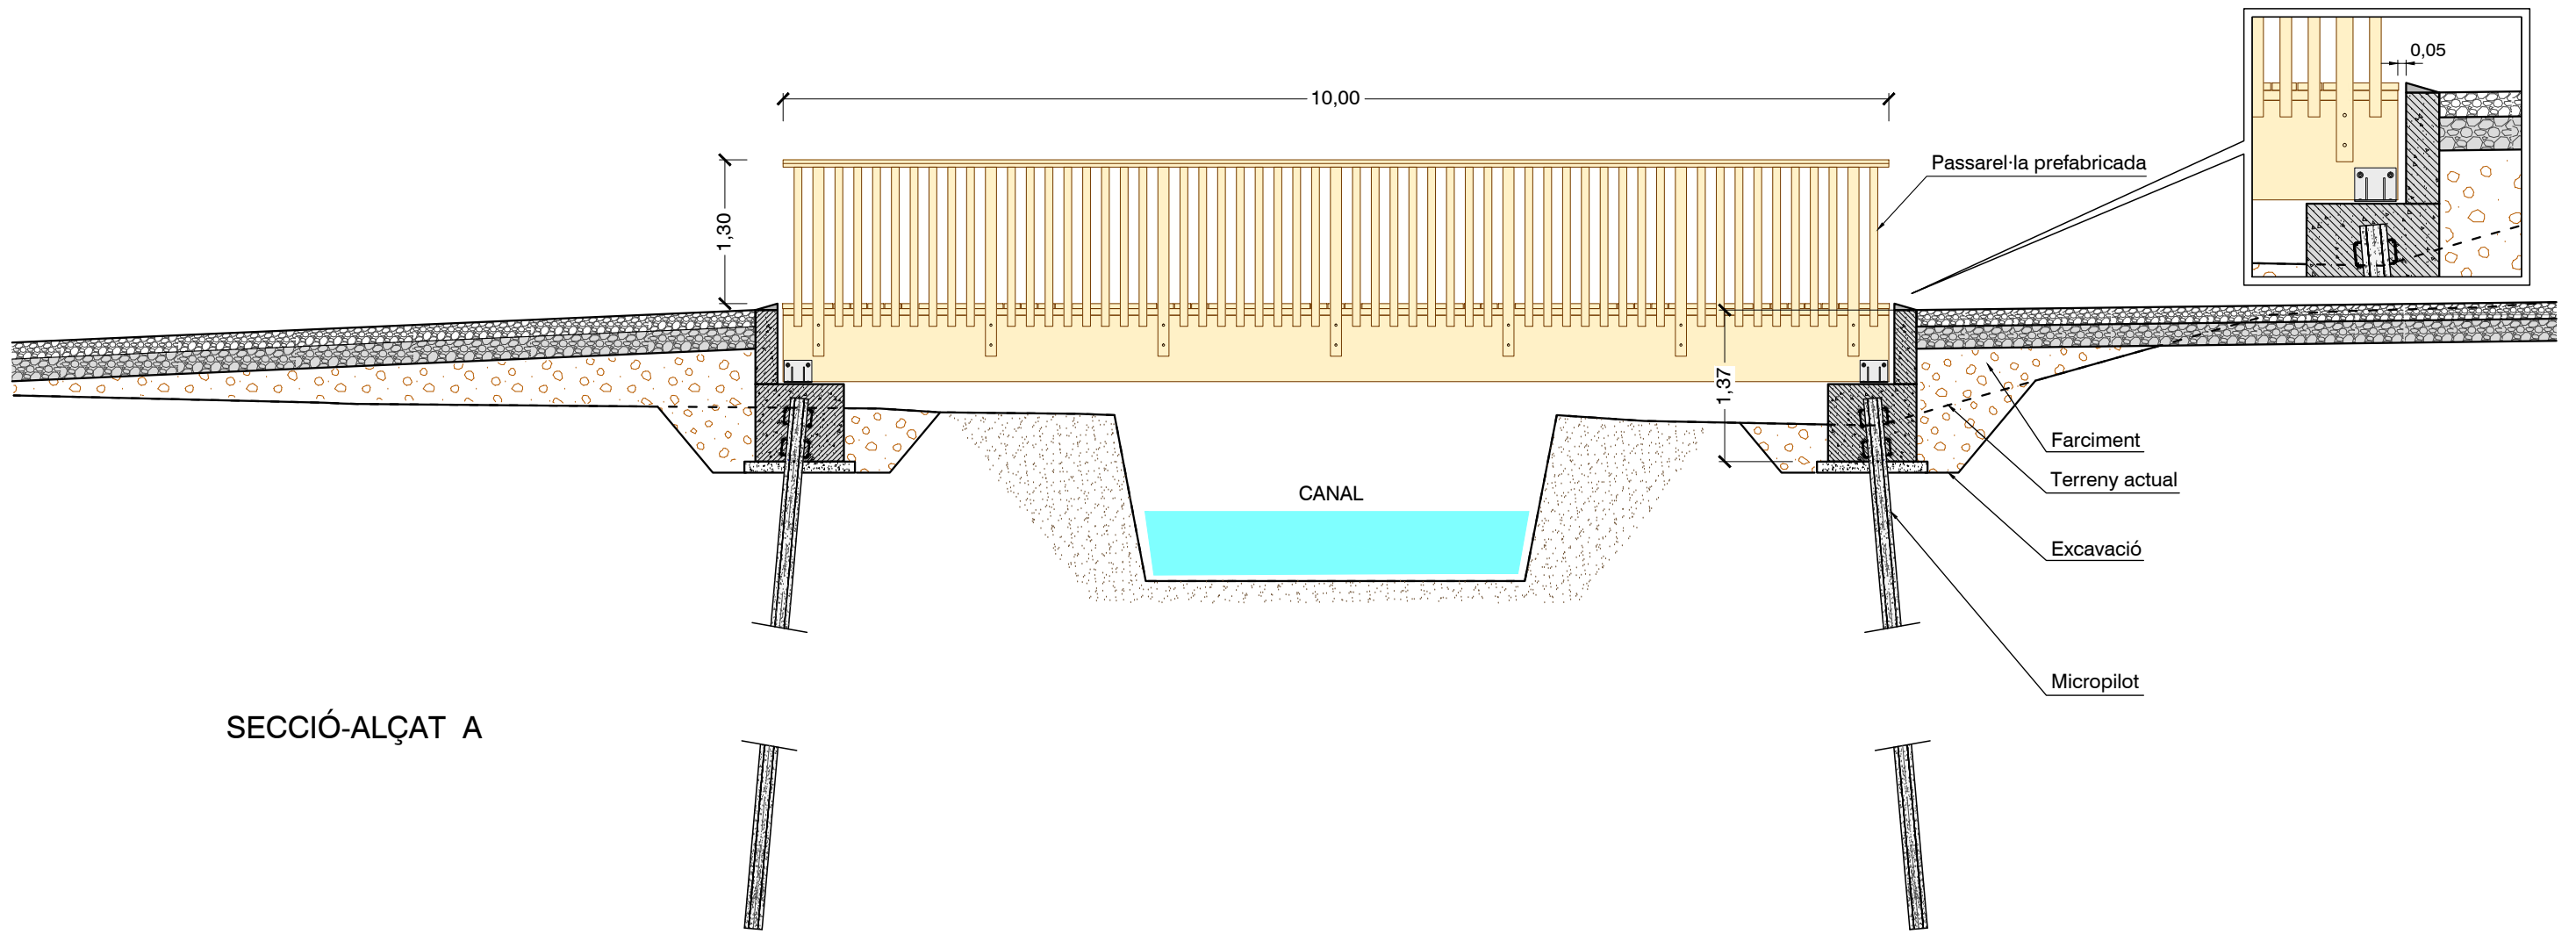 0,05
10,00
Passarel·la prefabricada
1,30
1,37
Farciment
Terreny actual
CANAL
Excavació
Micropilot
SECCIÓ-ALÇAT A